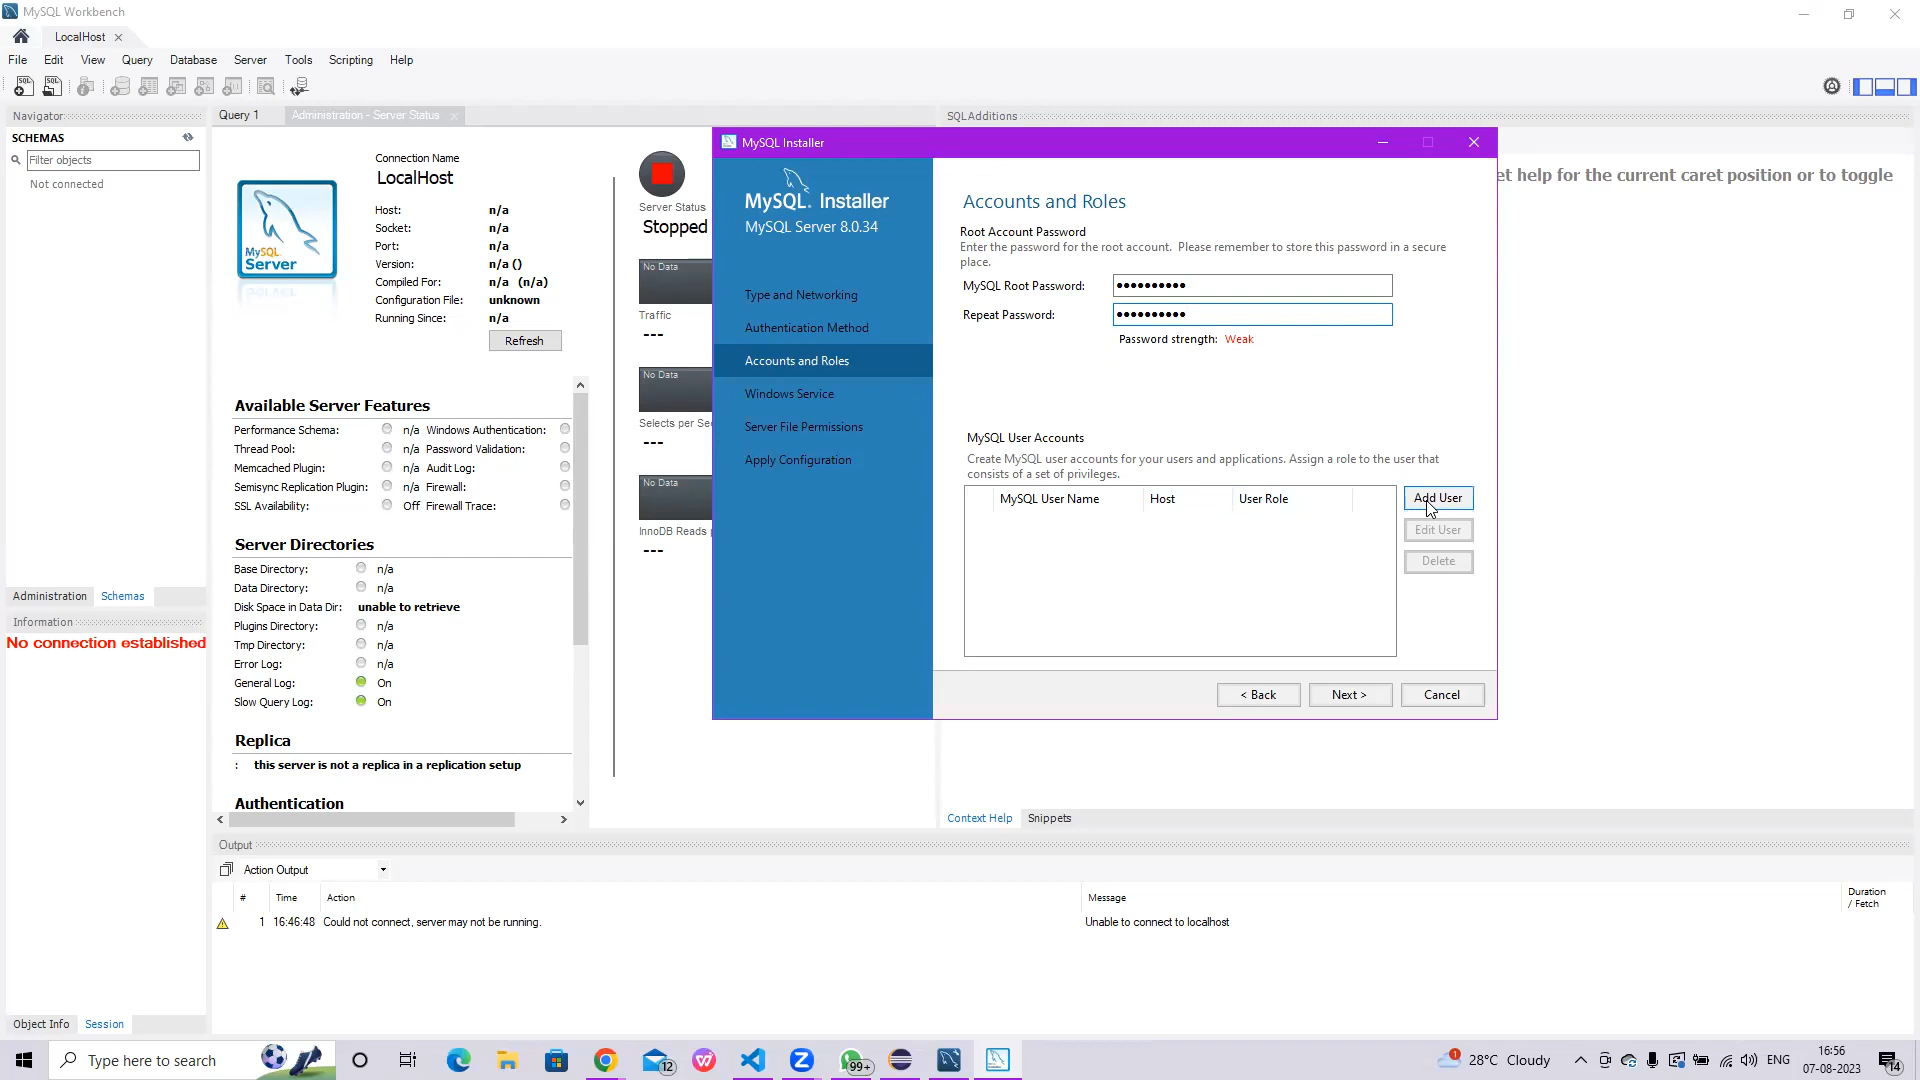 MySQL Workbench
LocalHost
File Edit View Query Database Server Tools Scripting Help
Navigator
SCHEMAS
Filter objects
Not connected
Administration Schemas
Information
No connection established
Object Info Session
Query 1 Administration - Server Status
MySQL
Server
Connection Name
LocalHost
Host: n/a
Socket: n/a
Port: n/a
Version: n/a ()
Compiled For: n/a (n/a)
Configuration File: unknown
Running Since: n/a
Refresh
Available Server Features
Performance Schema: n/a Windows Authentication:
Thread Pool: n/a Password Validation:
Memcached Plugin: n/a Audit Log:
Semisync Replication Plugin: n/a Firewall:
SSL Availability: Off Firewall Trace:
Server Directories
Base Directory: n/a
Data Directory: n/a
Disk Space in Data Dir: unable to retrieve
Plugins Directory: n/a
Tmp Directory: n/a
Error Log: n/a
General Log: On
Slow Query Log: On
Replica
: this server is not a replica in a replication setup
Authentication
Server Status
Stopped
No Data
Traffic
---
No Data
Selects per Se
---
No Data
InnoDB Reads
---
SQLAdditions
et help for the current caret position or to toggle
Context Help Snippets
MySQL Installer
MySQL. Installer
MySQL Server 8.0.34
Type and Networking
Authentication Method
Accounts and Roles
Windows Service
Server File Permissions
Apply Configuration
Accounts and Roles
Root Account Password
Enter the password for the root account. Please remember to store this password in a secure
place.
MySQL Root Password: ●●●●●●●●●●
Repeat Password: ●●●●●●●●●●
Password strength: Weak
MySQL User Accounts
Create MySQL user accounts for your users and applications. Assign a role to the user that
consists of a set of privileges.
MySQL User Name Host User Role
Add User
Edit User
Delete
< Back Next > Cancel
Output
Action Output
# Time Action Message Duration / Fetch
1 16:46:48 Could not connect, server may not be running. Unable to connect to localhost
Type here to search
12
99+
1
28°C Cloudy
ENG
16:56
07-08-2023
14